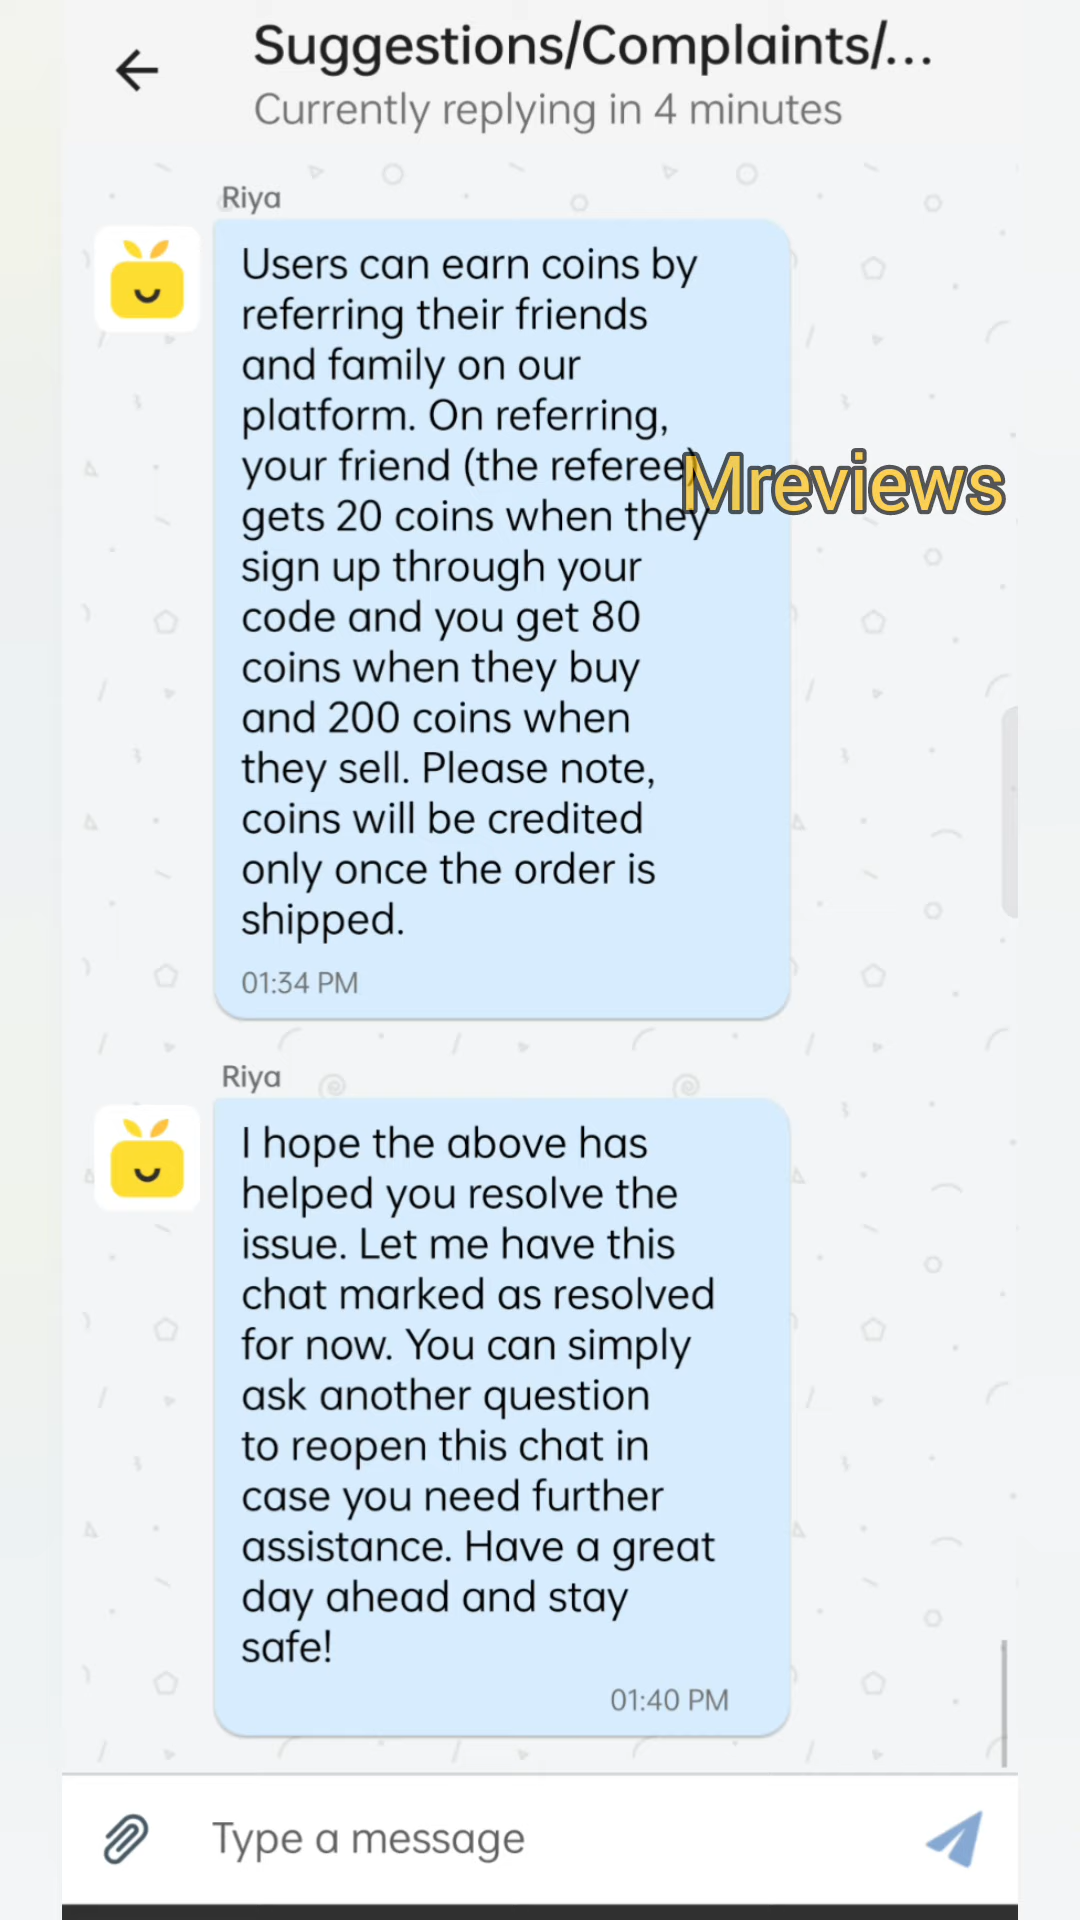 Suggestions/Complaints/...
Currently replying in 4 minutes
Riya
Users can earn coins by
referring their friends
and family on our
platform. On referring,
your friend (the referee)
Mreviews
gets 20 coins when they
sign up through your
code and you get 80
coins when they buy
and 200 coins when
they sell. Please note,
coins will be credited
only once the order is
shipped.
01:34 PM
Riya
I hope the above has
helped you resolve the
issue. Let me have this
chat marked as resolved
for now. You can simply
ask another question
to reopen this chat in
case you need further
assistance. Have a great
day ahead and stay
safe!
01:40 PM
Type a message